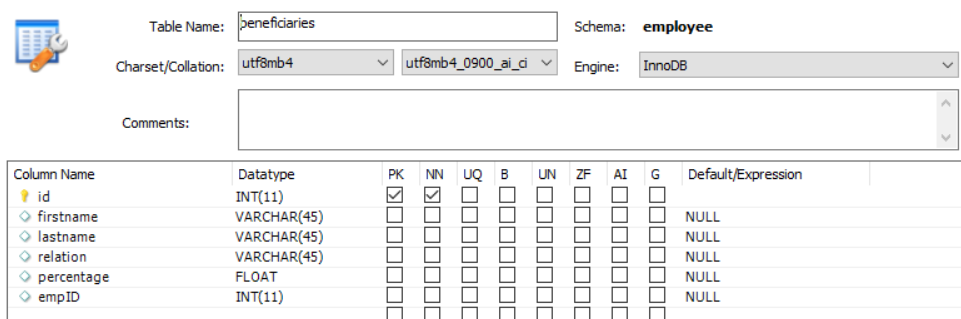 Table Name: beneficiaries Schema: employee
Charset/Collation: utf8mb4 utf8mb4_0900_ai_ci Engine: InnoDB
Comments:
Column Name Datatype PK NN UQ B UN ZF AI G Default/Expression
id INT(11)
firstname VARCHAR(45) NULL
lastname VARCHAR(45) NULL
relation VARCHAR(45) NULL
percentage FLOAT NULL
empID INT(11) NULL